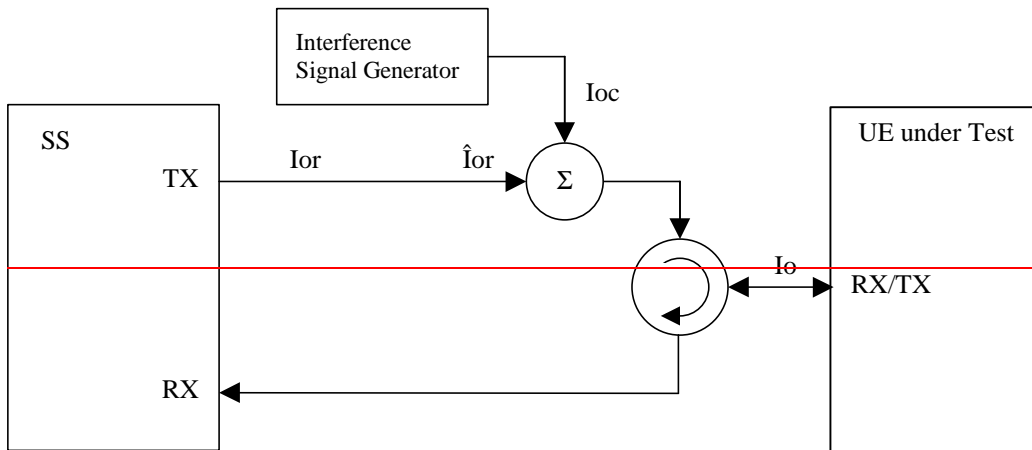 Interference
Signal Generator
Ioc
SS
UE under Test
Ior
Îor
TX
Σ
Io
RX/TX
RX